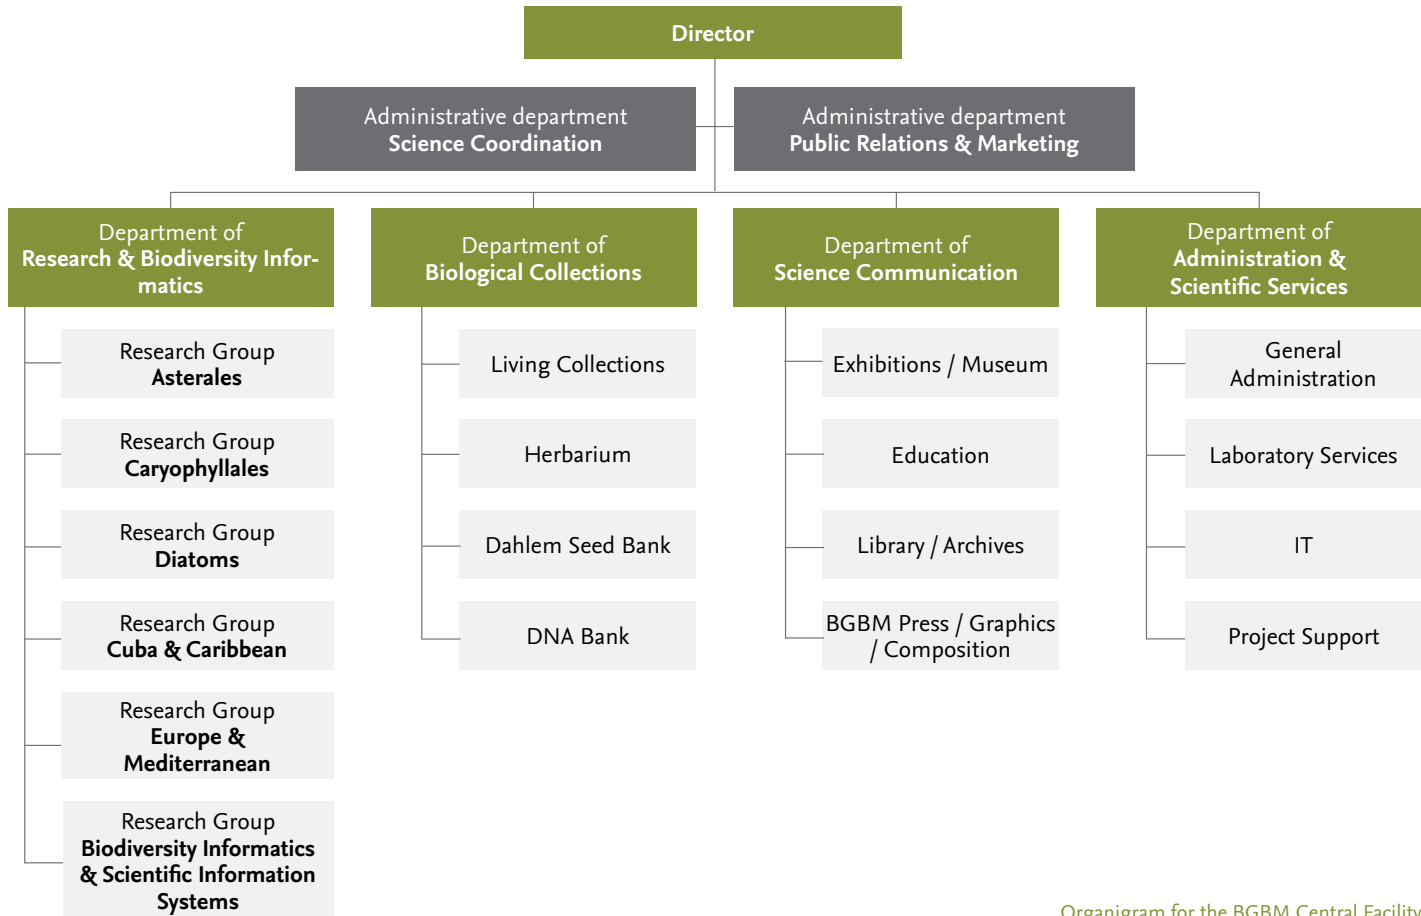 Director
Administrative department
Science Coordination
Administrative department
Public Relations & Marketing
Department of
Research & Biodiversity Infor-
matics
Department of
Biological Collections
Department of
Science Communication
Department of
Administration &
Scientific Services
Research Group
Asterales
Research Group
Caryophyllales
Research Group
Diatoms
Research Group
Cuba & Caribbean
Research Group
Europe &
Mediterranean
Research Group
Biodiversity Informatics
& Scientific Information
Systems
Living Collections
Herbarium
Dahlem Seed Bank
DNA Bank
Exhibitions / Museum
Education
Library / Archives
BGBM Press / Graphics
/ Composition
General
Administration
Laboratory Services
IT
Project Support
Organigram for the BGBM Central Facility